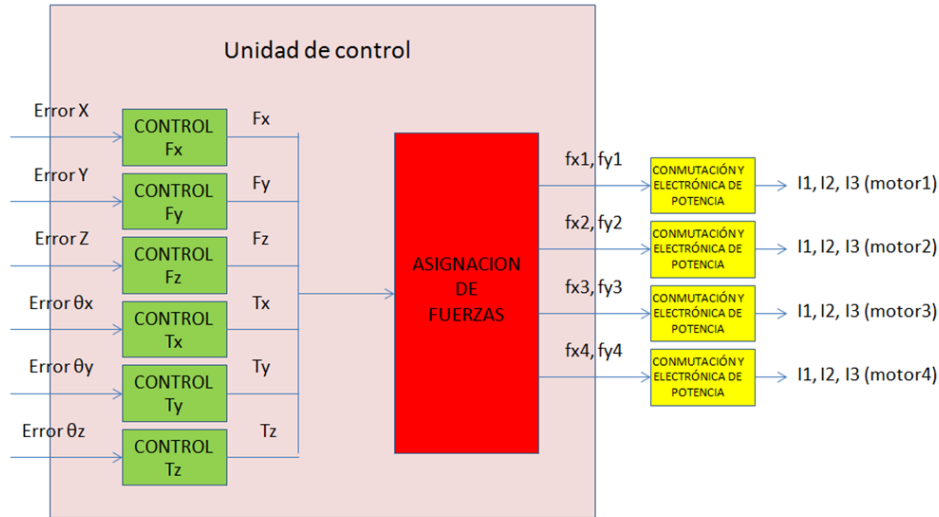 Unidad de control
Error X
CONTROL
Fx
Fx
Error Y
CONTROL
Fy
Fy
Error Z
CONTROL
Fz
Fz
Error θx
CONTROL
Tx
Tx
Error θy
CONTROL
Ty
Ty
Error θz
CONTROL
Tz
Tz
ASIGNACION
DE
FUERZAS
fx1, fy1
CONMUTACIÓN Y
ELECTRÓNICA DE
POTENCIA
I1, I2, I3 (motor1)
fx2, fy2
CONMUTACIÓN Y
ELECTRÓNICA DE
POTENCIA
I1, I2, I3 (motor2)
fx3, fy3
CONMUTACIÓN Y
ELECTRÓNICA DE
POTENCIA
I1, I2, I3 (motor3)
fx4, fy4
CONMUTACIÓN Y
ELECTRÓNICA DE
POTENCIA
I1, I2, I3 (motor4)